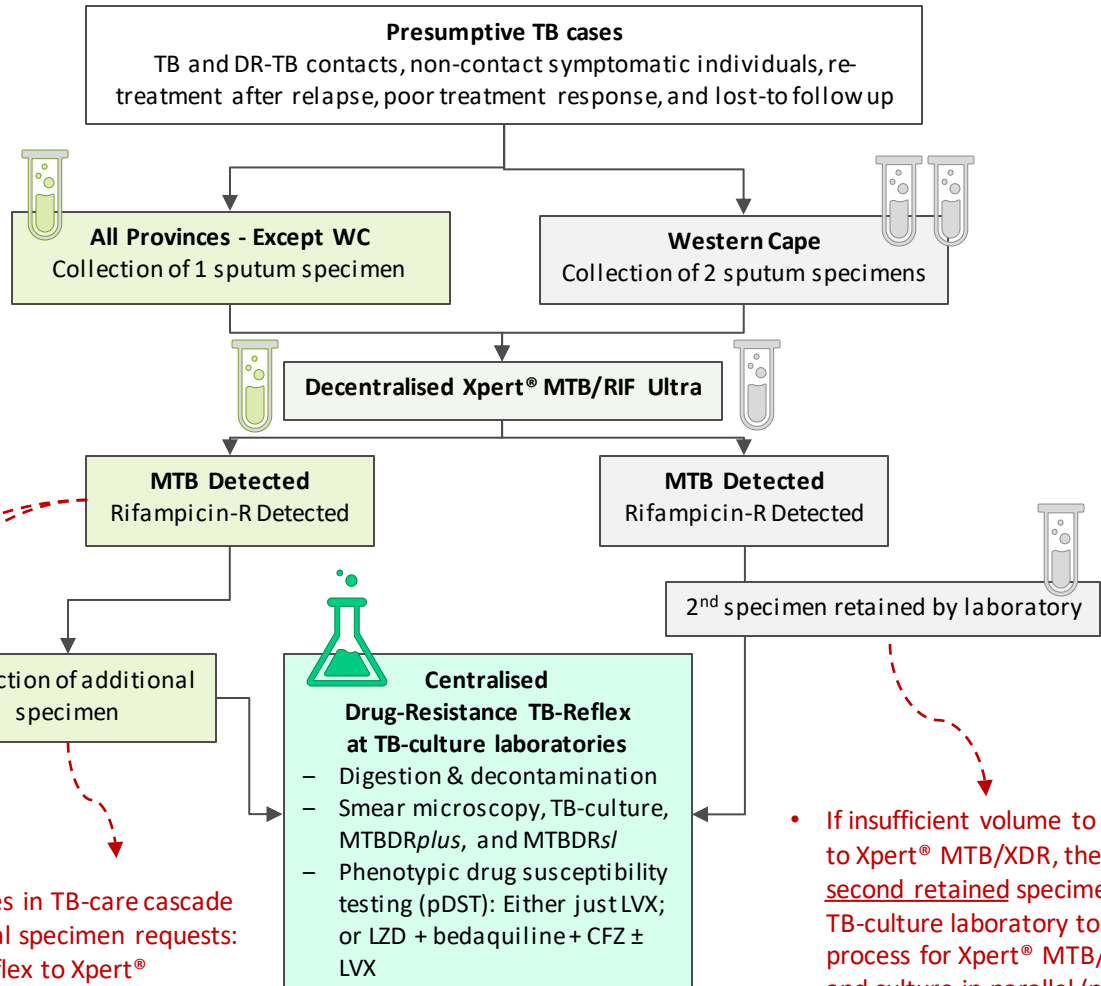 Presumptive TB cases
TB and DR-TB contacts, non-contact symptomatic individuals, re-
treatment after relapse, poor treatment response, and lost-to follow up
All Provinces - Except WC
Collection of 1 sputum specimen
Western Cape
Collection of 2 sputum specimens
Decentralised Xpert® MTB/RIF Ultra
MTB Detected
Rifampicin-R Detected
MTB Detected
Rifampicin-R Detected
2nd specimen retained by laboratory
of additional
specimen
Centralised
Drug-Resistance TB-Reflex
at TB-culture laboratories
– Digestion & decontamination
– Smear microscopy, TB-culture,
MTBDRplus, and MTBDRsl
– Phenotypic drug susceptibility
testing (pDST): Either just LVX;
or LZD + bedaquiline + CFZ ±
LVX
in TB-care cascade
specimen requests:
to Xpert®
• If insufficient volume to
to Xpert® MTB/XDR, the
second retained
TB-culture laboratory to
process for Xpert® MTB/
and culture in parallel